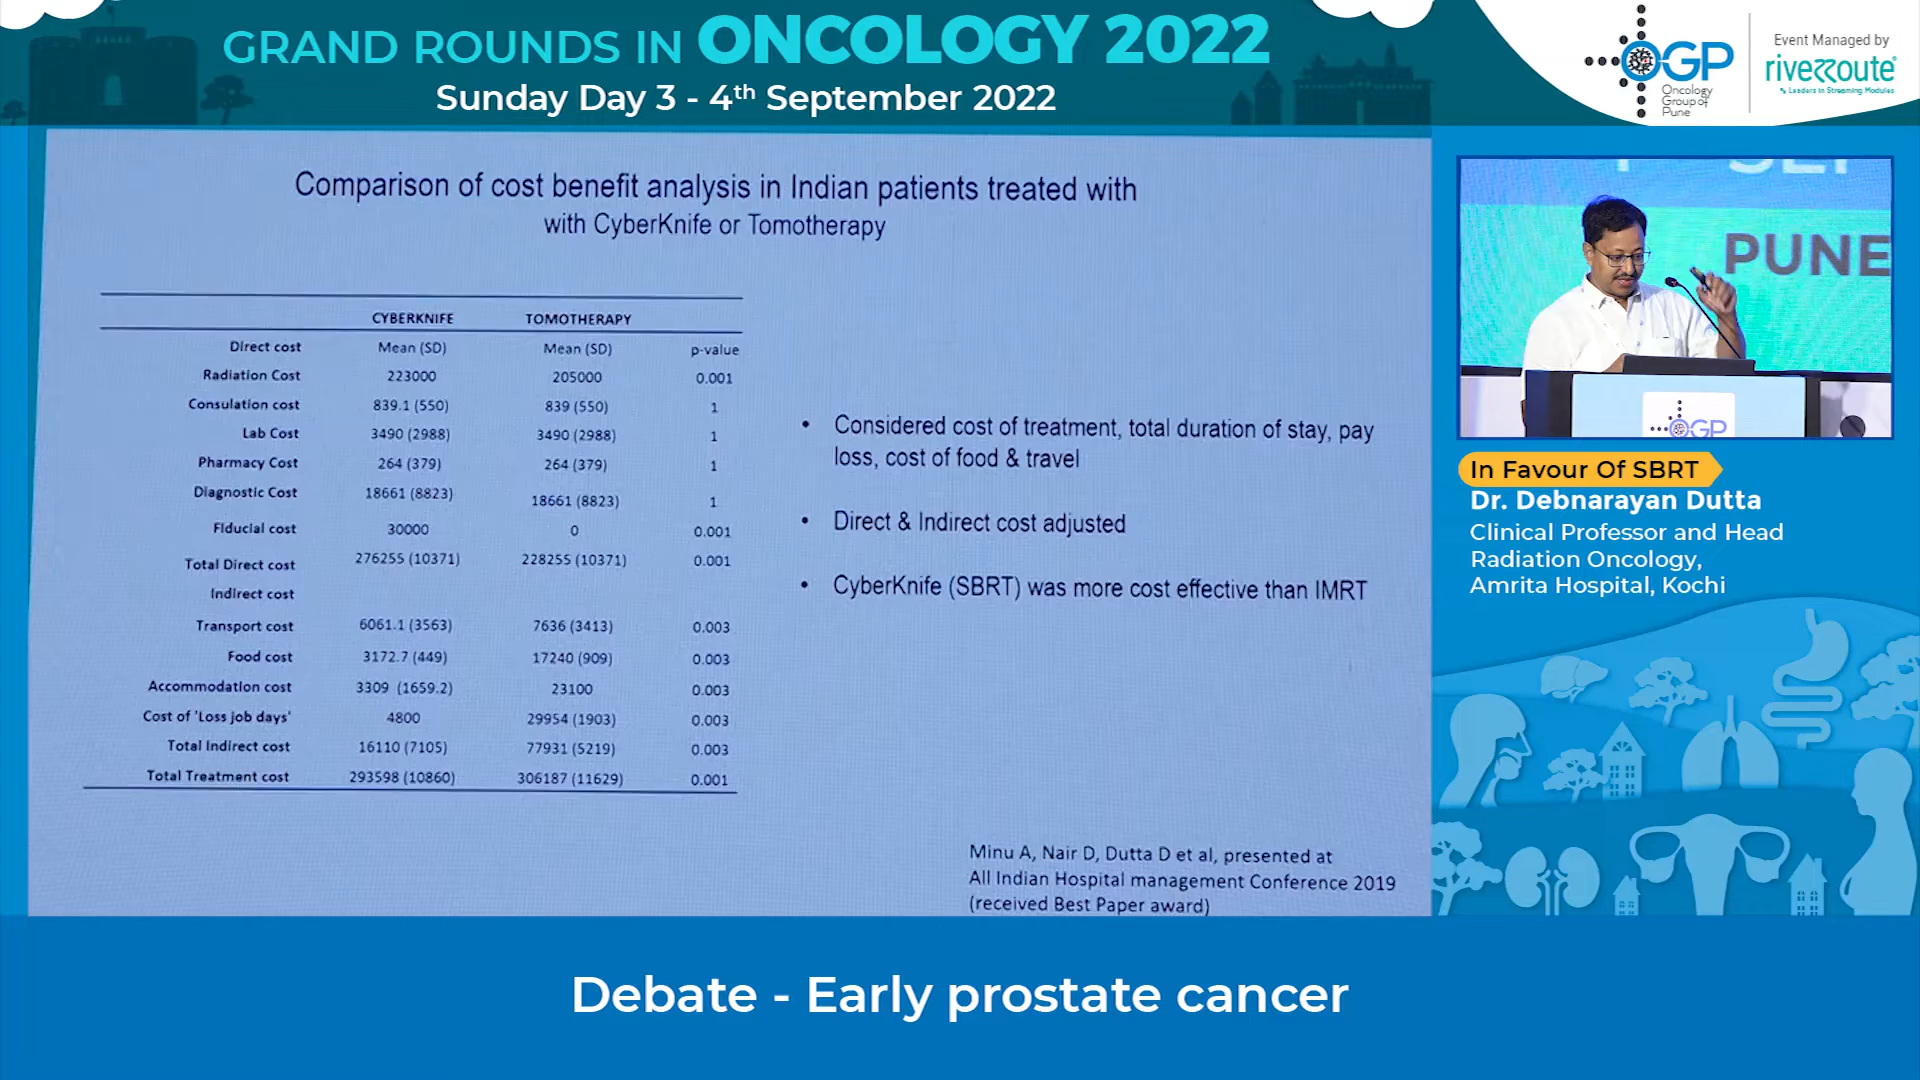 GRAND ROUNDS IN ONCOLOGY 2022
Sunday Day 3 - 4th September 2022
OGP
Oncology
Group of
Pune
Event Managed by
riverroute
Leaders in Streaming Modules
Comparison of cost benefit analysis in Indian patients treated with
with CyberKnife or Tomotherapy
CYBERKNIFE TOMOTHERAPY
Direct cost Mean (SD) Mean (SD) p-value
Radiation Cost 223000 205000 0.001
Consulation cost 839.1 (550) 839 (550) 1
Lab Cost 3490 (2988) 3490 (2988) 1
Pharmacy Cost 264 (379) 264 (379) 1
Diagnostic Cost 18661 (8823) 18661 (8823) 1
Fiducial cost 30000 0 0.001
Total Direct cost 276255 (10371) 228255 (10371) 0.001
Indirect cost
Transport cost 6061.1 (3563) 7636 (3413) 0.003
Food cost 3172.7 (449) 17240 (909) 0.003
Accommodation cost 3309 (1659.2) 23100 0.003
Cost of 'Loss job days' 4800 29954 (1903) 0.003
Total Indirect cost 16110 (7105) 77931 (5219) 0.003
Total Treatment cost 293598 (10860) 306187 (11629) 0.001
• Considered cost of treatment, total duration of stay, pay
loss, cost of food & travel
• Direct & Indirect cost adjusted
• CyberKnife (SBRT) was more cost effective than IMRT
Minu A, Nair D, Dutta D et al, presented at
All Indian Hospital management Conference 2019
(received Best Paper award)
PUNE
OGP
In Favour Of SBRT
Dr. Debnarayan Dutta
Clinical Professor and Head
Radiation Oncology,
Amrita Hospital, Kochi
Debate - Early prostate cancer